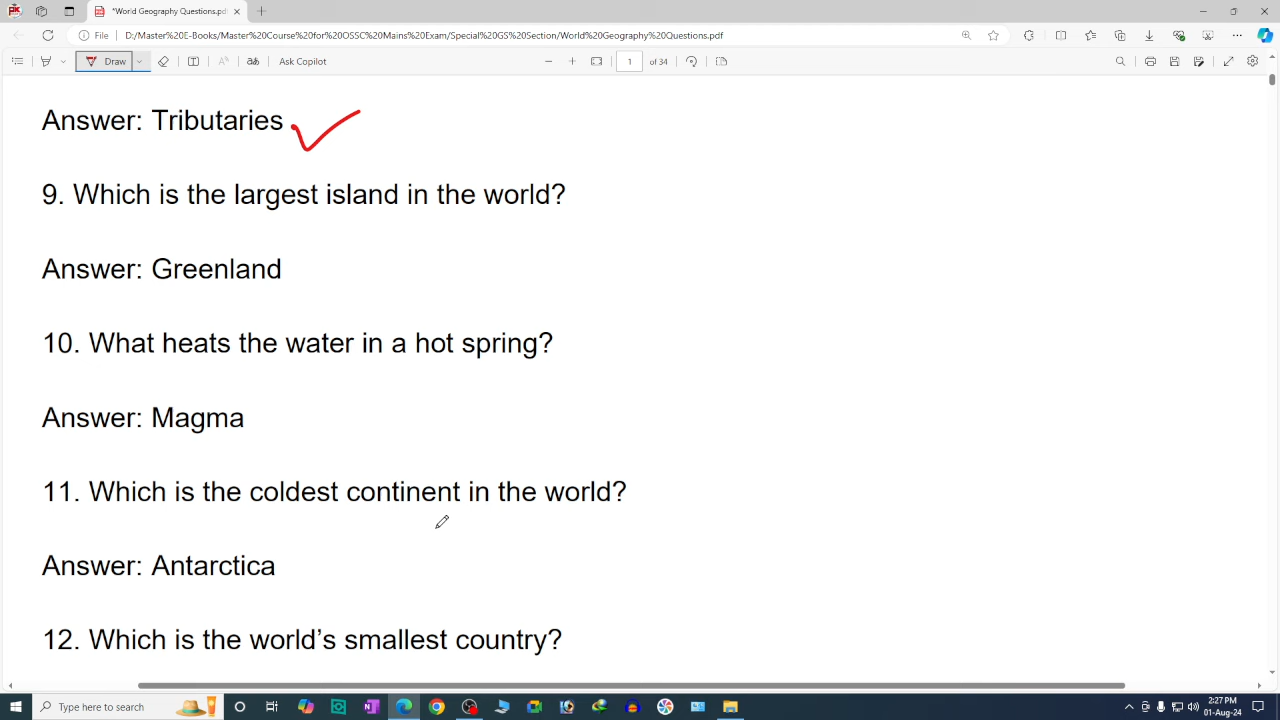 *World Geography Questions.pd
File
D:/Master%20E-Books/Master%20Course%20for%20OSSC%20Mains%20Exam/Special%20GS%20Section/World%20Geography%20Questions.pdf
Draw
Ask Copilot
1 of 34
Answer: Tributaries
9. Which is the largest island in the world?
Answer: Greenland
10. What heats the water in a hot spring?
Answer: Magma
11. Which is the coldest continent in the world?
Answer: Antarctica
12. Which is the world’s smallest country?
Type here to search
2:27 PM
01-Aug-24